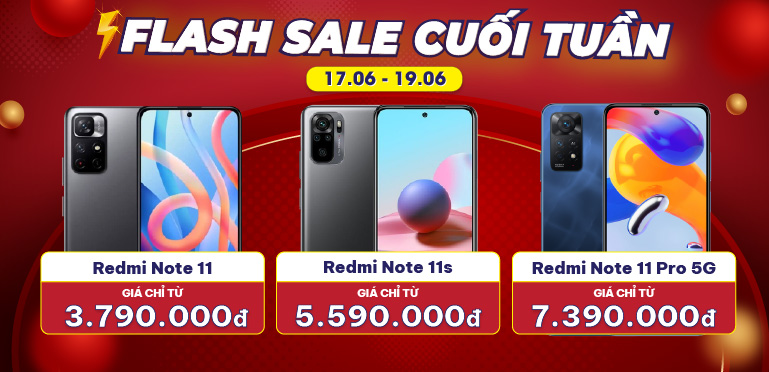 FLASH SALE CUỐI TUẦN
17.06 - 19.06
Redmi Note 11
GIÁ CHỈ TỪ
3.790.000đ
Redmi Note 11s
GIÁ CHỈ TỪ
5.590.000đ
Redmi Note 11 Pro 5G
GIÁ CHỈ TỪ
7.390.000đ